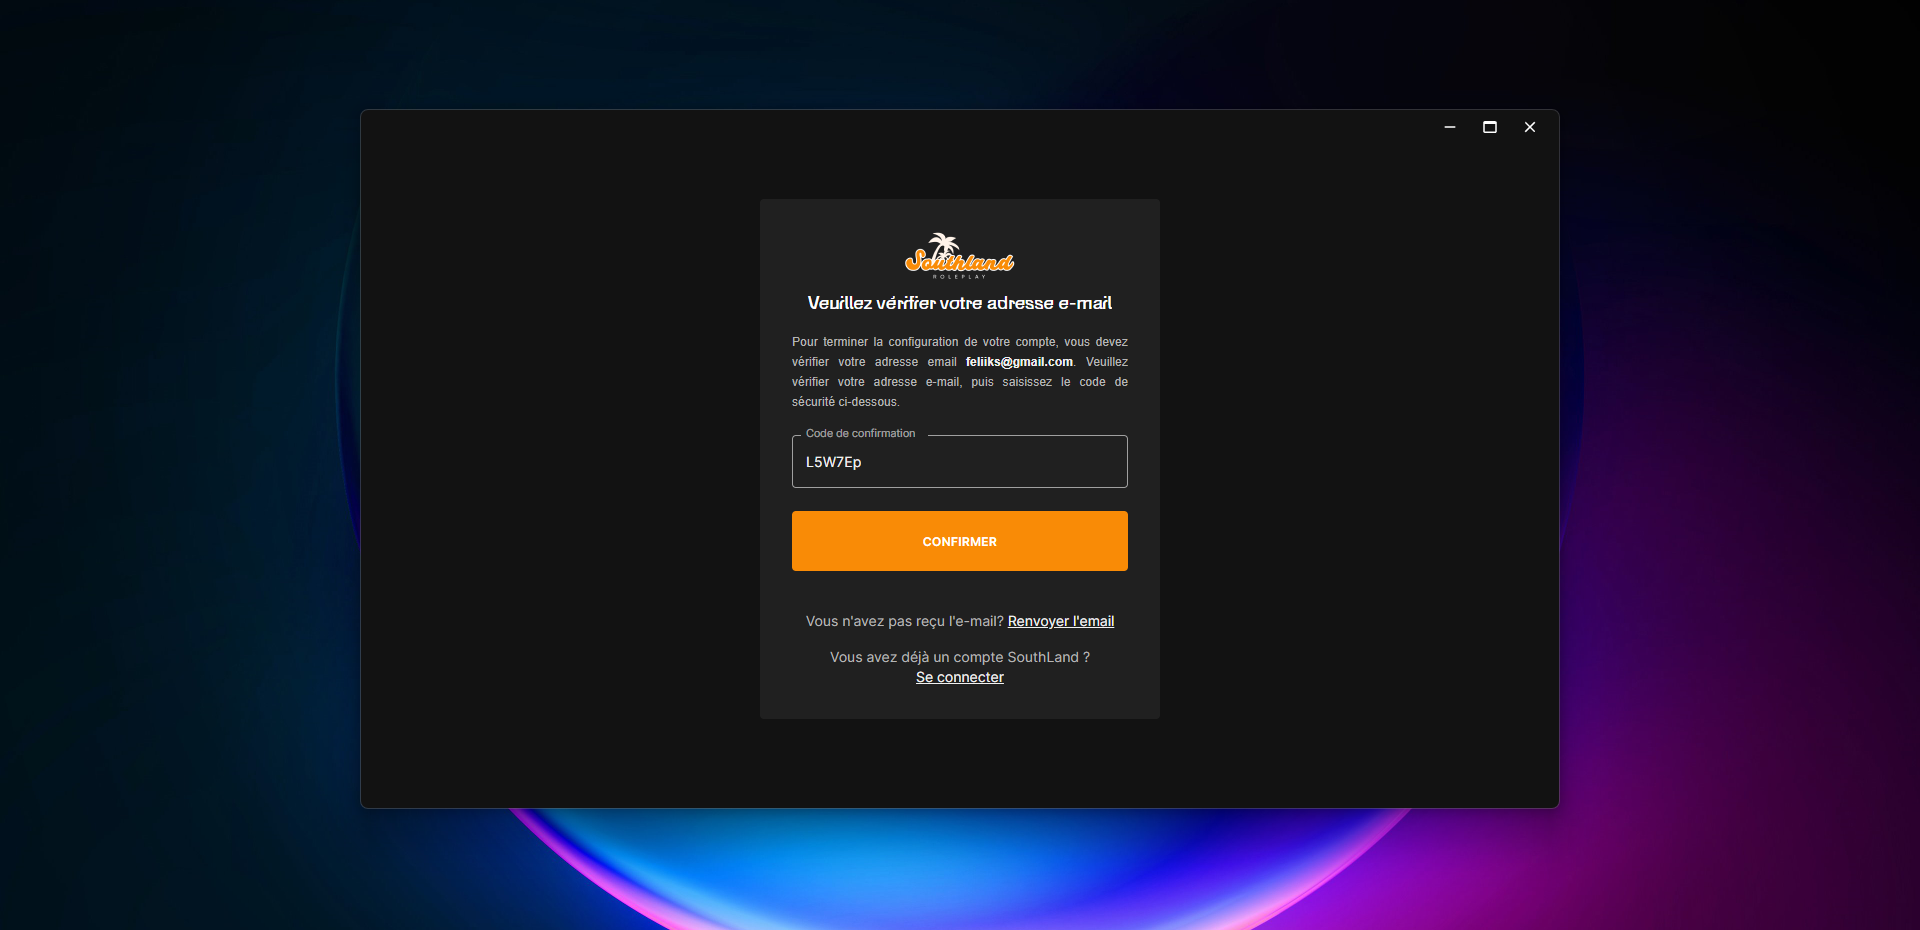 Southland
ROLEPLAY
Veuillez vérifier votre adresse e-mail
Pour terminer la configuration de votre compte, vous devez
vérifier votre adresse email feliiks@gmail.com. Veuillez
vérifier votre adresse e-mail, puis saisissez le code de
sécurité ci-dessous.
Code de confirmation
L5W7Ep
CONFIRMER
Vous n'avez pas reçu l'e-mail? Renvoyer l'email
Vous avez déjà un compte SouthLand ?
Se connecter